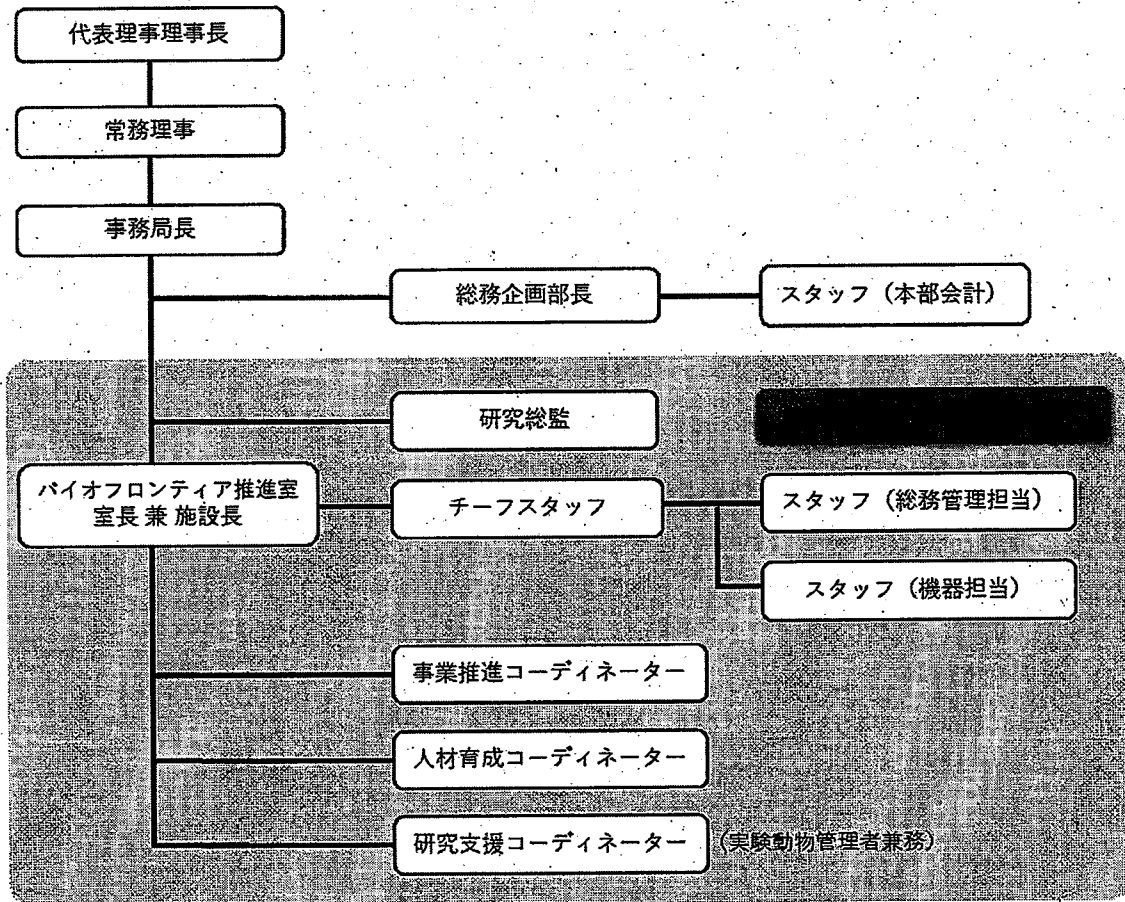 代表理事理事長
常務理事
事務局長
総務企画部長
スタッフ（本部会計）
研究総監
バイオフロンティア推進室
室長 兼 施設長
チーフスタッフ
スタッフ（総務管理担当）
スタッフ（機器担当）
事業推進コーディネーター
人材育成コーディネーター
研究支援コーディネーター
（実験動物管理者兼務）